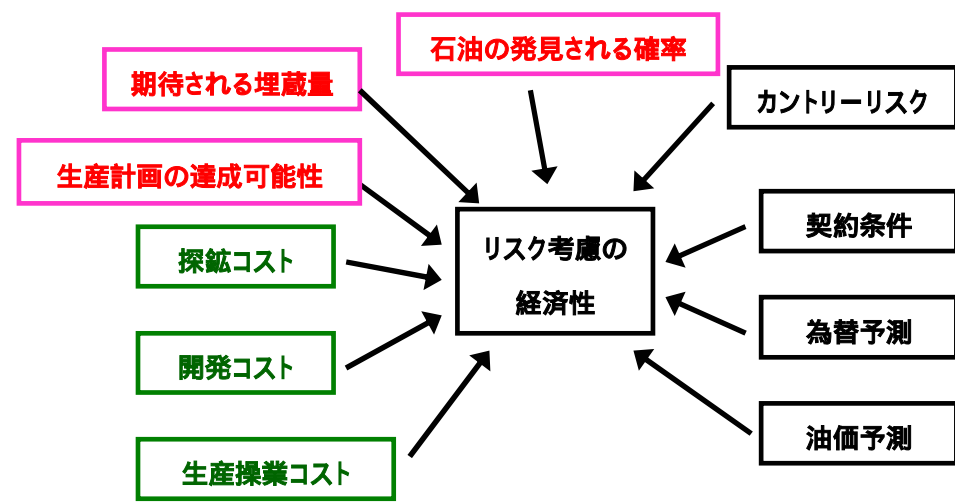 石油の発見される確率
期待される埋蔵量
カントリーリスク
生産計画の達成可能性
契約条件
探鉱コスト
リスク考慮の
経済性
為替予測
開発コスト
油価予測
生産操業コスト